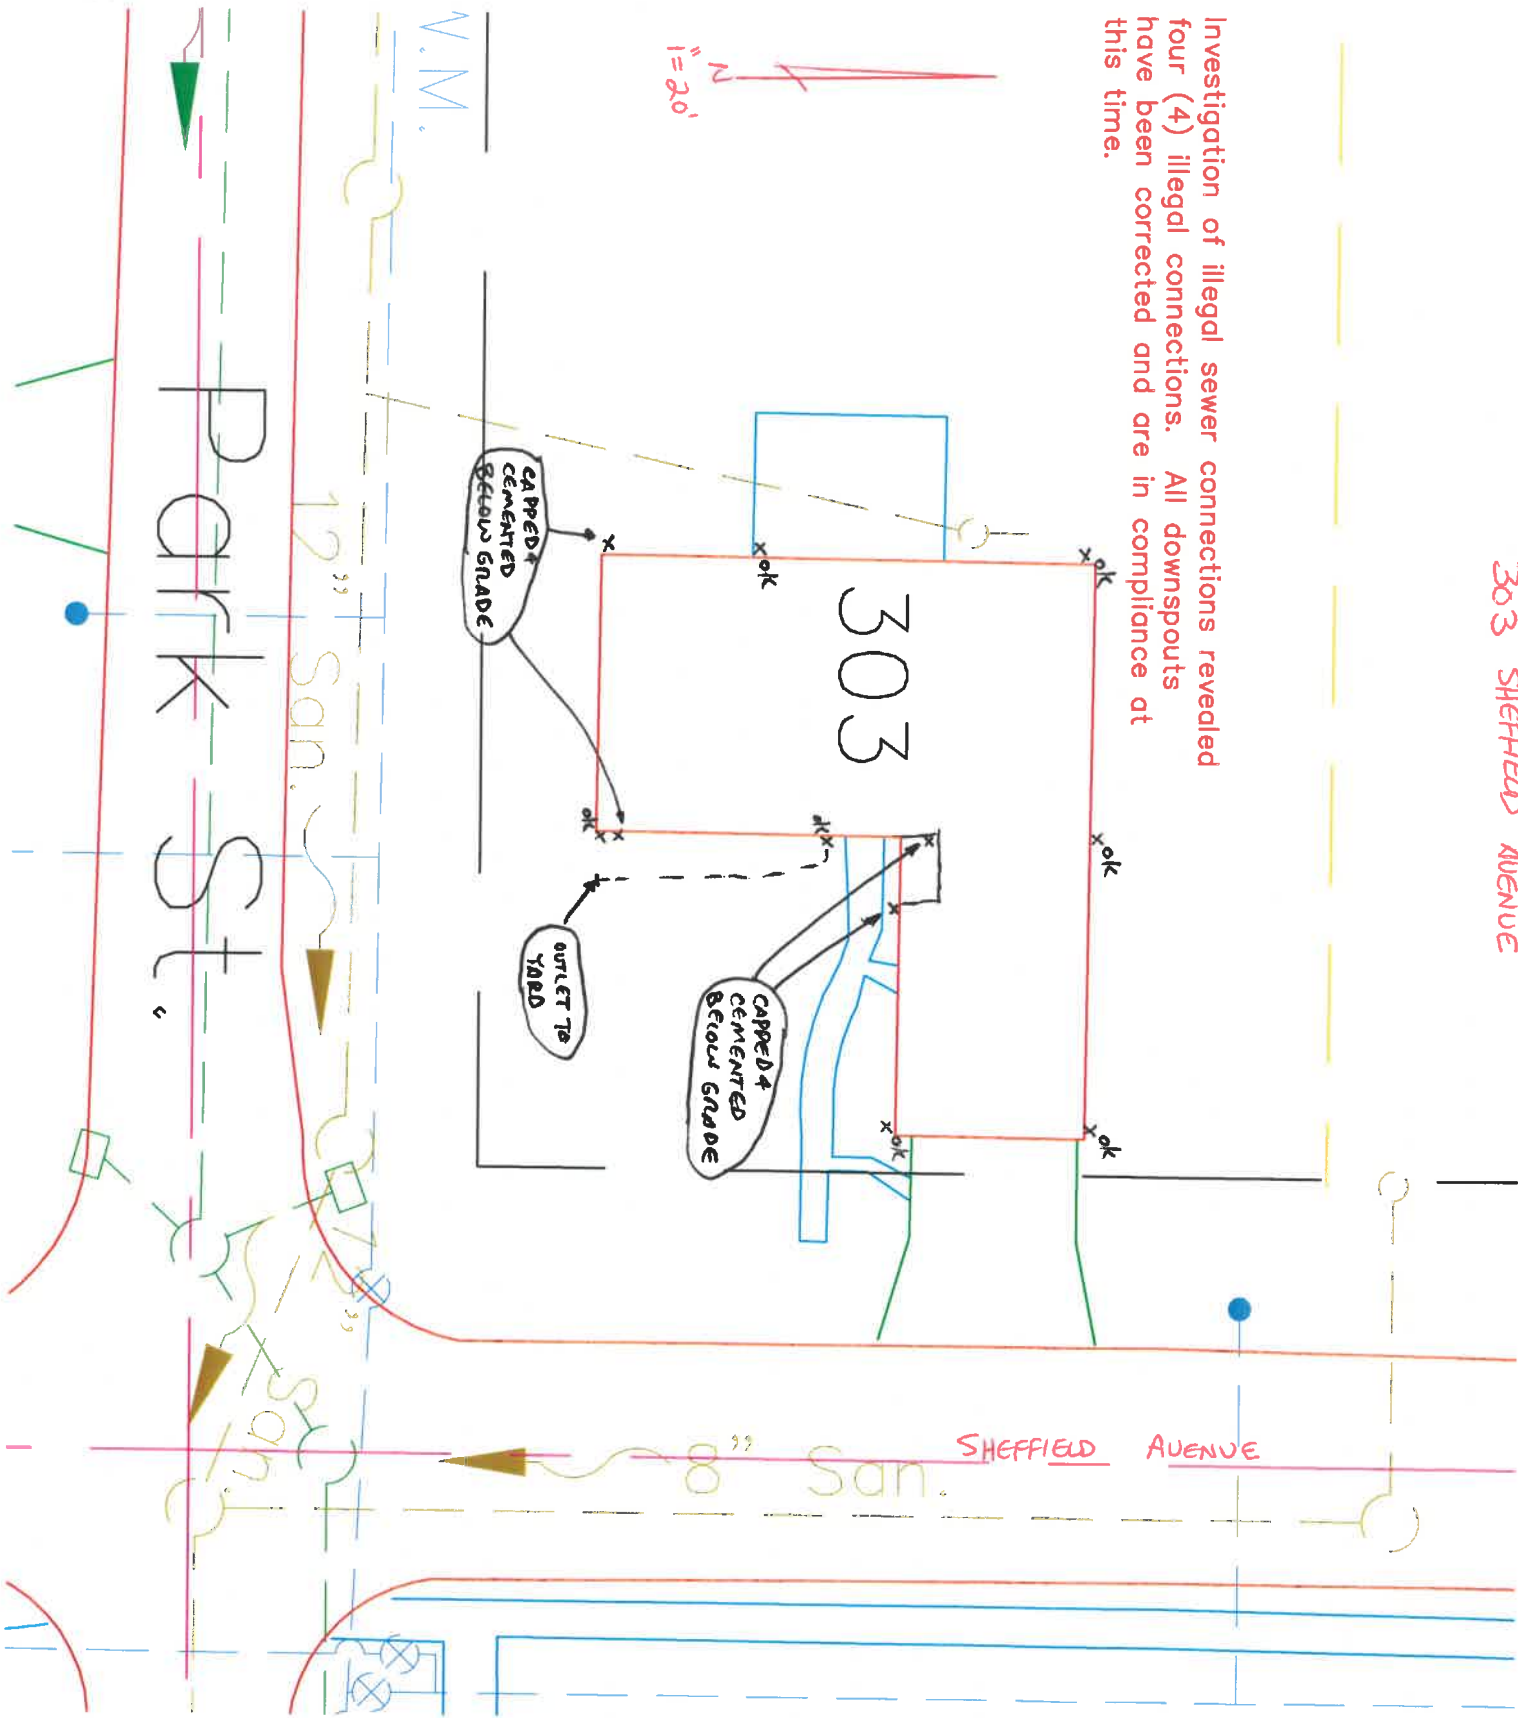 303 SHEFFIELD AVENUE
Investigation of illegal sewer connections revealed
four (4) illegal connections. All downspouts
have been corrected and are in compliance at
this time.
N
1"=20'
ok
ok
ok
ok
303
ok
ok
ok
CAPPED &
CEMENTED
BELOW GRADE
CAPPED &
CEMENTED
BELOW GRADE
OUTLET TO
YARD
W.M.
12" San.
Park St.
12" San.
8" San.
SHEFFIELD AVENUE